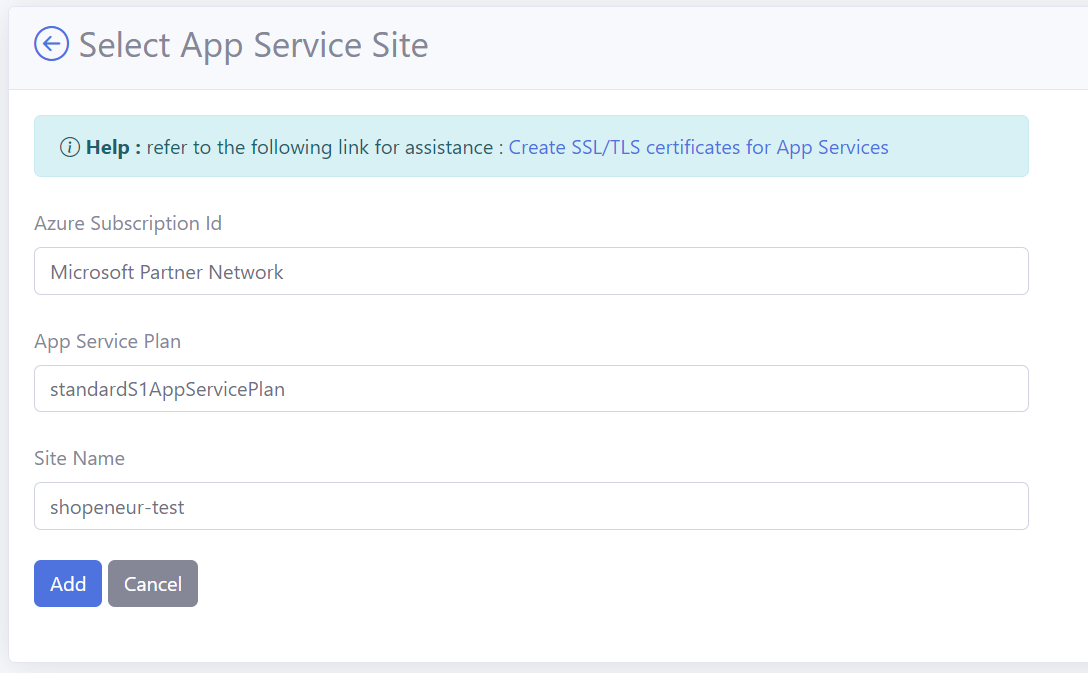 Select App Service Site
Help : refer to the following link for assistance : Create SSL/TLS certificates for App Services
Azure Subscription Id
Microsoft Partner Network
App Service Plan
standardS1AppServicePlan
Site Name
shopeneur-test
Add Cancel